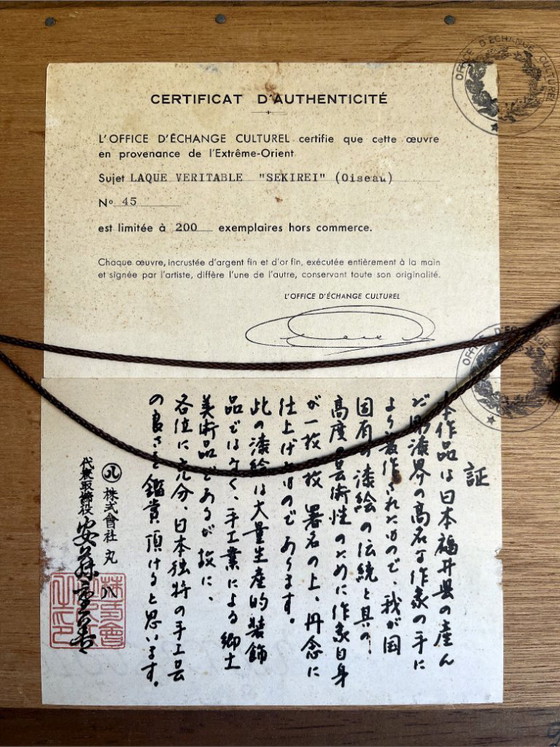 CERTIFICAT D'AUTHENTICITÉ
L'OFFICE D'ÉCHANGE CULTUREL certifie que cette œuvre
en provenance de l'Extrême-Orient
Sujet LAQUE VERITABLE "SEKIREI" (Oiseau)
N° 45
est limitée à 200 exemplaires hors commerce.
Chaque œuvre, incrustée d'argent fin et d'or fin, exécutée entièrement à la main
et signée par l'artiste, diffère l'une de l'autre, conservant toute son originalité.
L'OFFICE D'ÉCHANGE CULTUREL
OFFICE D'ÉCHANGE CULTUREL
証
本作品は日本福井県の産ん
漆界の高名な作家の手に
より作されたもので、我が国
固有の漆絵の伝統と其の
高度の芸術性のために作家自身
が一枚一枚署名の上、丹念に
仕上げたものであります。
此の漆絵は大量生産的装飾
品ではなく、手工業による郷土
美術品であるが故に、
各位に充分、日本独特の手工芸
の良さを鑑賞頂けると思います。
八 株式會社 丸八
代表取締役